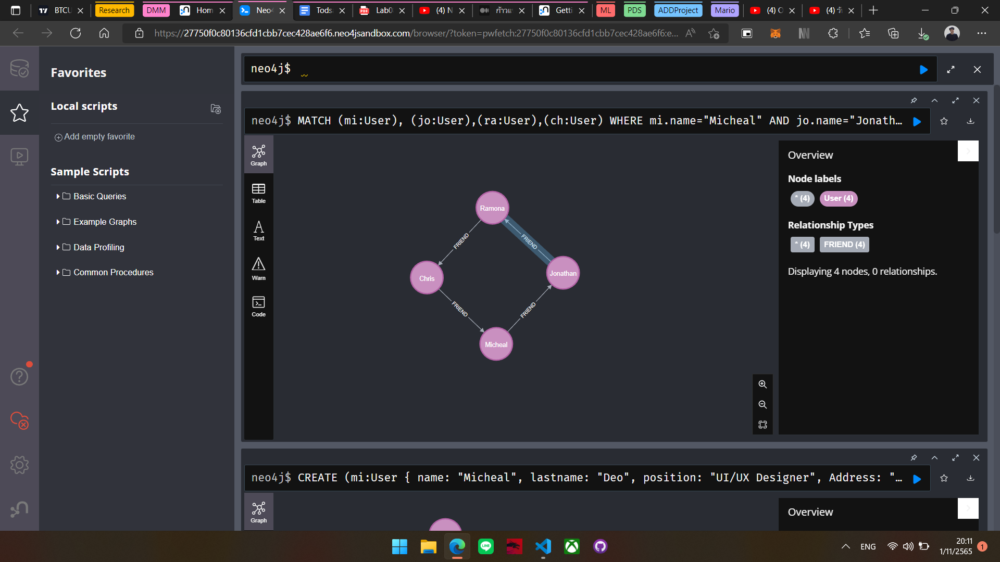 BTCU
Research
DMM
Hom
Neo4
Tods
Lab0
(4) N
ก้าวแ
Getti
ML
PDS
ADDProject
Mario
(4) C
(4) วั
https://27750f0c80136cfd1cbb7cec428ae6f6.neo4jsandbox.com/browser/?token=pwfetch:27750f0c80136cfd1cbb7cec428ae6f6:e...
Favorites
Local scripts
Add empty favorite
Sample Scripts
Basic Queries
Example Graphs
Data Profiling
Common Procedures
neo4j$
neo4j$ MATCH (mi:User), (jo:User),(ra:User),(ch:User) WHERE mi.name="Micheal" AND jo.name="Jonath…
Graph
Table
Text
Warn
Code
Ramona
FRIEND
FRIEND
Chris
Jonathan
FRIEND
FRIEND
Micheal
Overview
Node labels
* (4) User (4)
Relationship Types
* (4) FRIEND (4)
Displaying 4 nodes, 0 relationships.
neo4j$ CREATE (mi:User { name: "Micheal", lastname: "Deo", position: "UI/UX Designer", Address: "…
Graph
Overview
LINE
ENG
20:11
1/11/2565
1